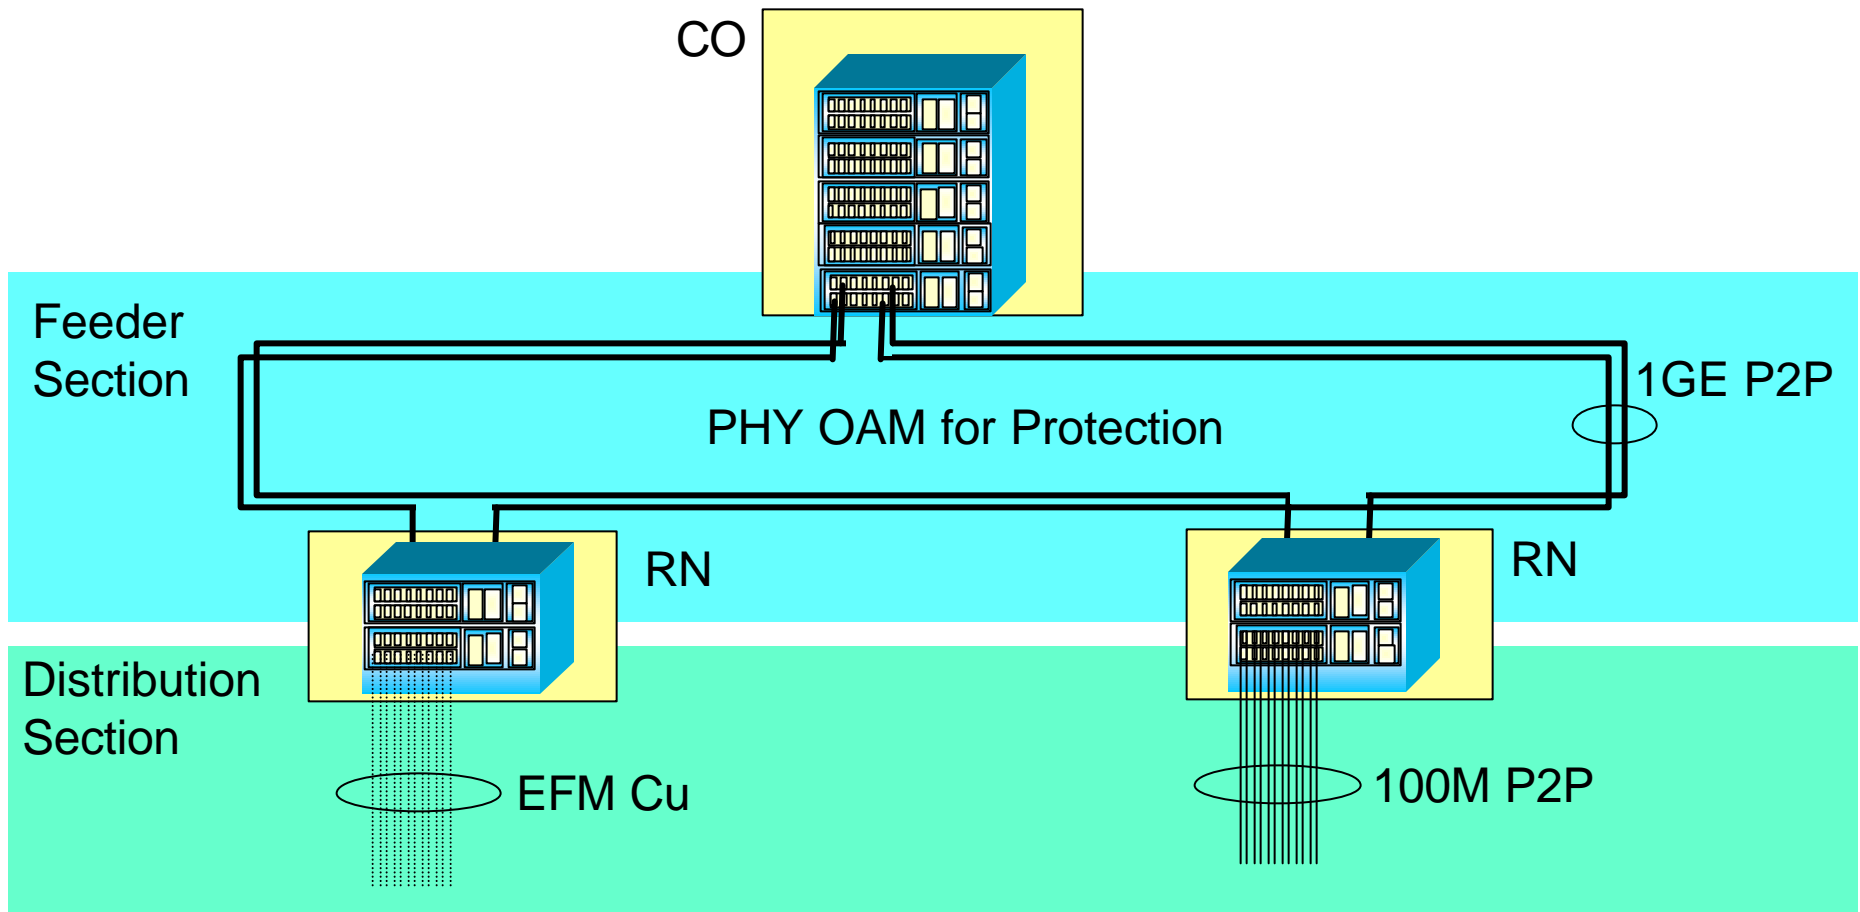 CO
Feeder
Section
1GE P2P
PHY OAM for Protection
RN
RN
Distribution
Section
EFM Cu
100M P2P